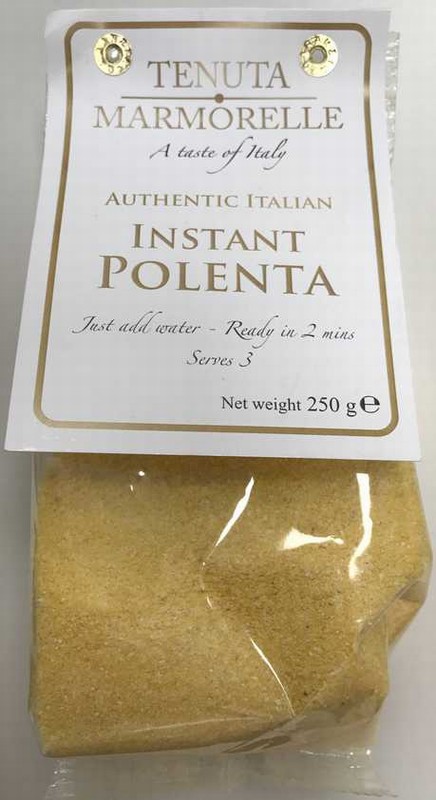 TENUTA
MARMORELLE
A taste of Italy
AUTHENTIC ITALIAN
INSTANT
POLENTA
Just add water - Ready in 2 mins
Serves 3
Net weight 250 g ℮